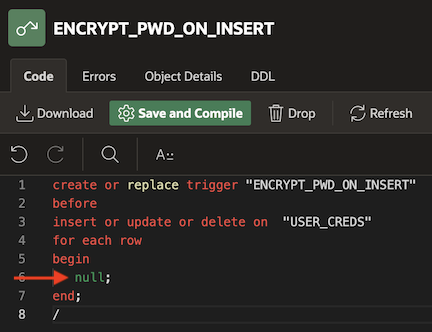 ENCRYPT_PWD_ON_INSERT
Code Errors Object Details DDL
Download Save and Compile Drop Refresh
A::
1 create or replace trigger "ENCRYPT_PWD_ON_INSERT"
2 before
3 insert or update or delete on  "USER_CREDS"
4 for each row
5 begin
6    null;
7 end;
8 /